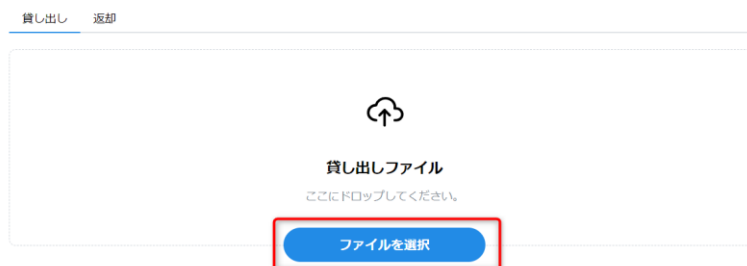 貸し出し 返却
貸し出しファイル
ここにドロップしてください。
ファイルを選択